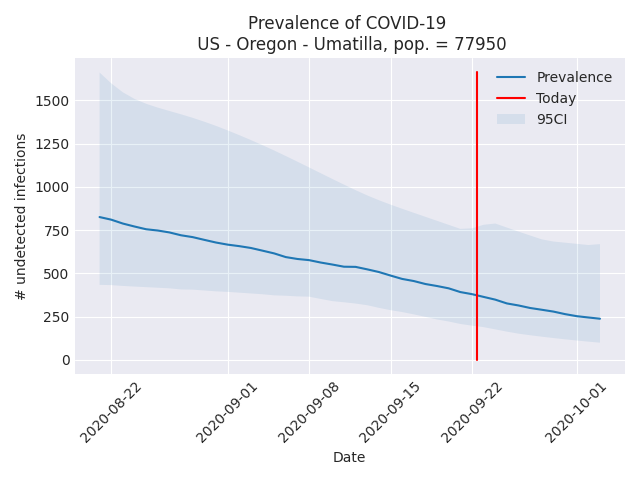 Prevalence of COVID-19
US - Oregon - Umatilla, pop. = 77950
Prevalence
Today
95CI
# undetected infections
1500
1250
1000
750
500
250
0
2020-08-22
2020-09-01
2020-09-08
2020-09-15
2020-09-22
2020-10-01
Date